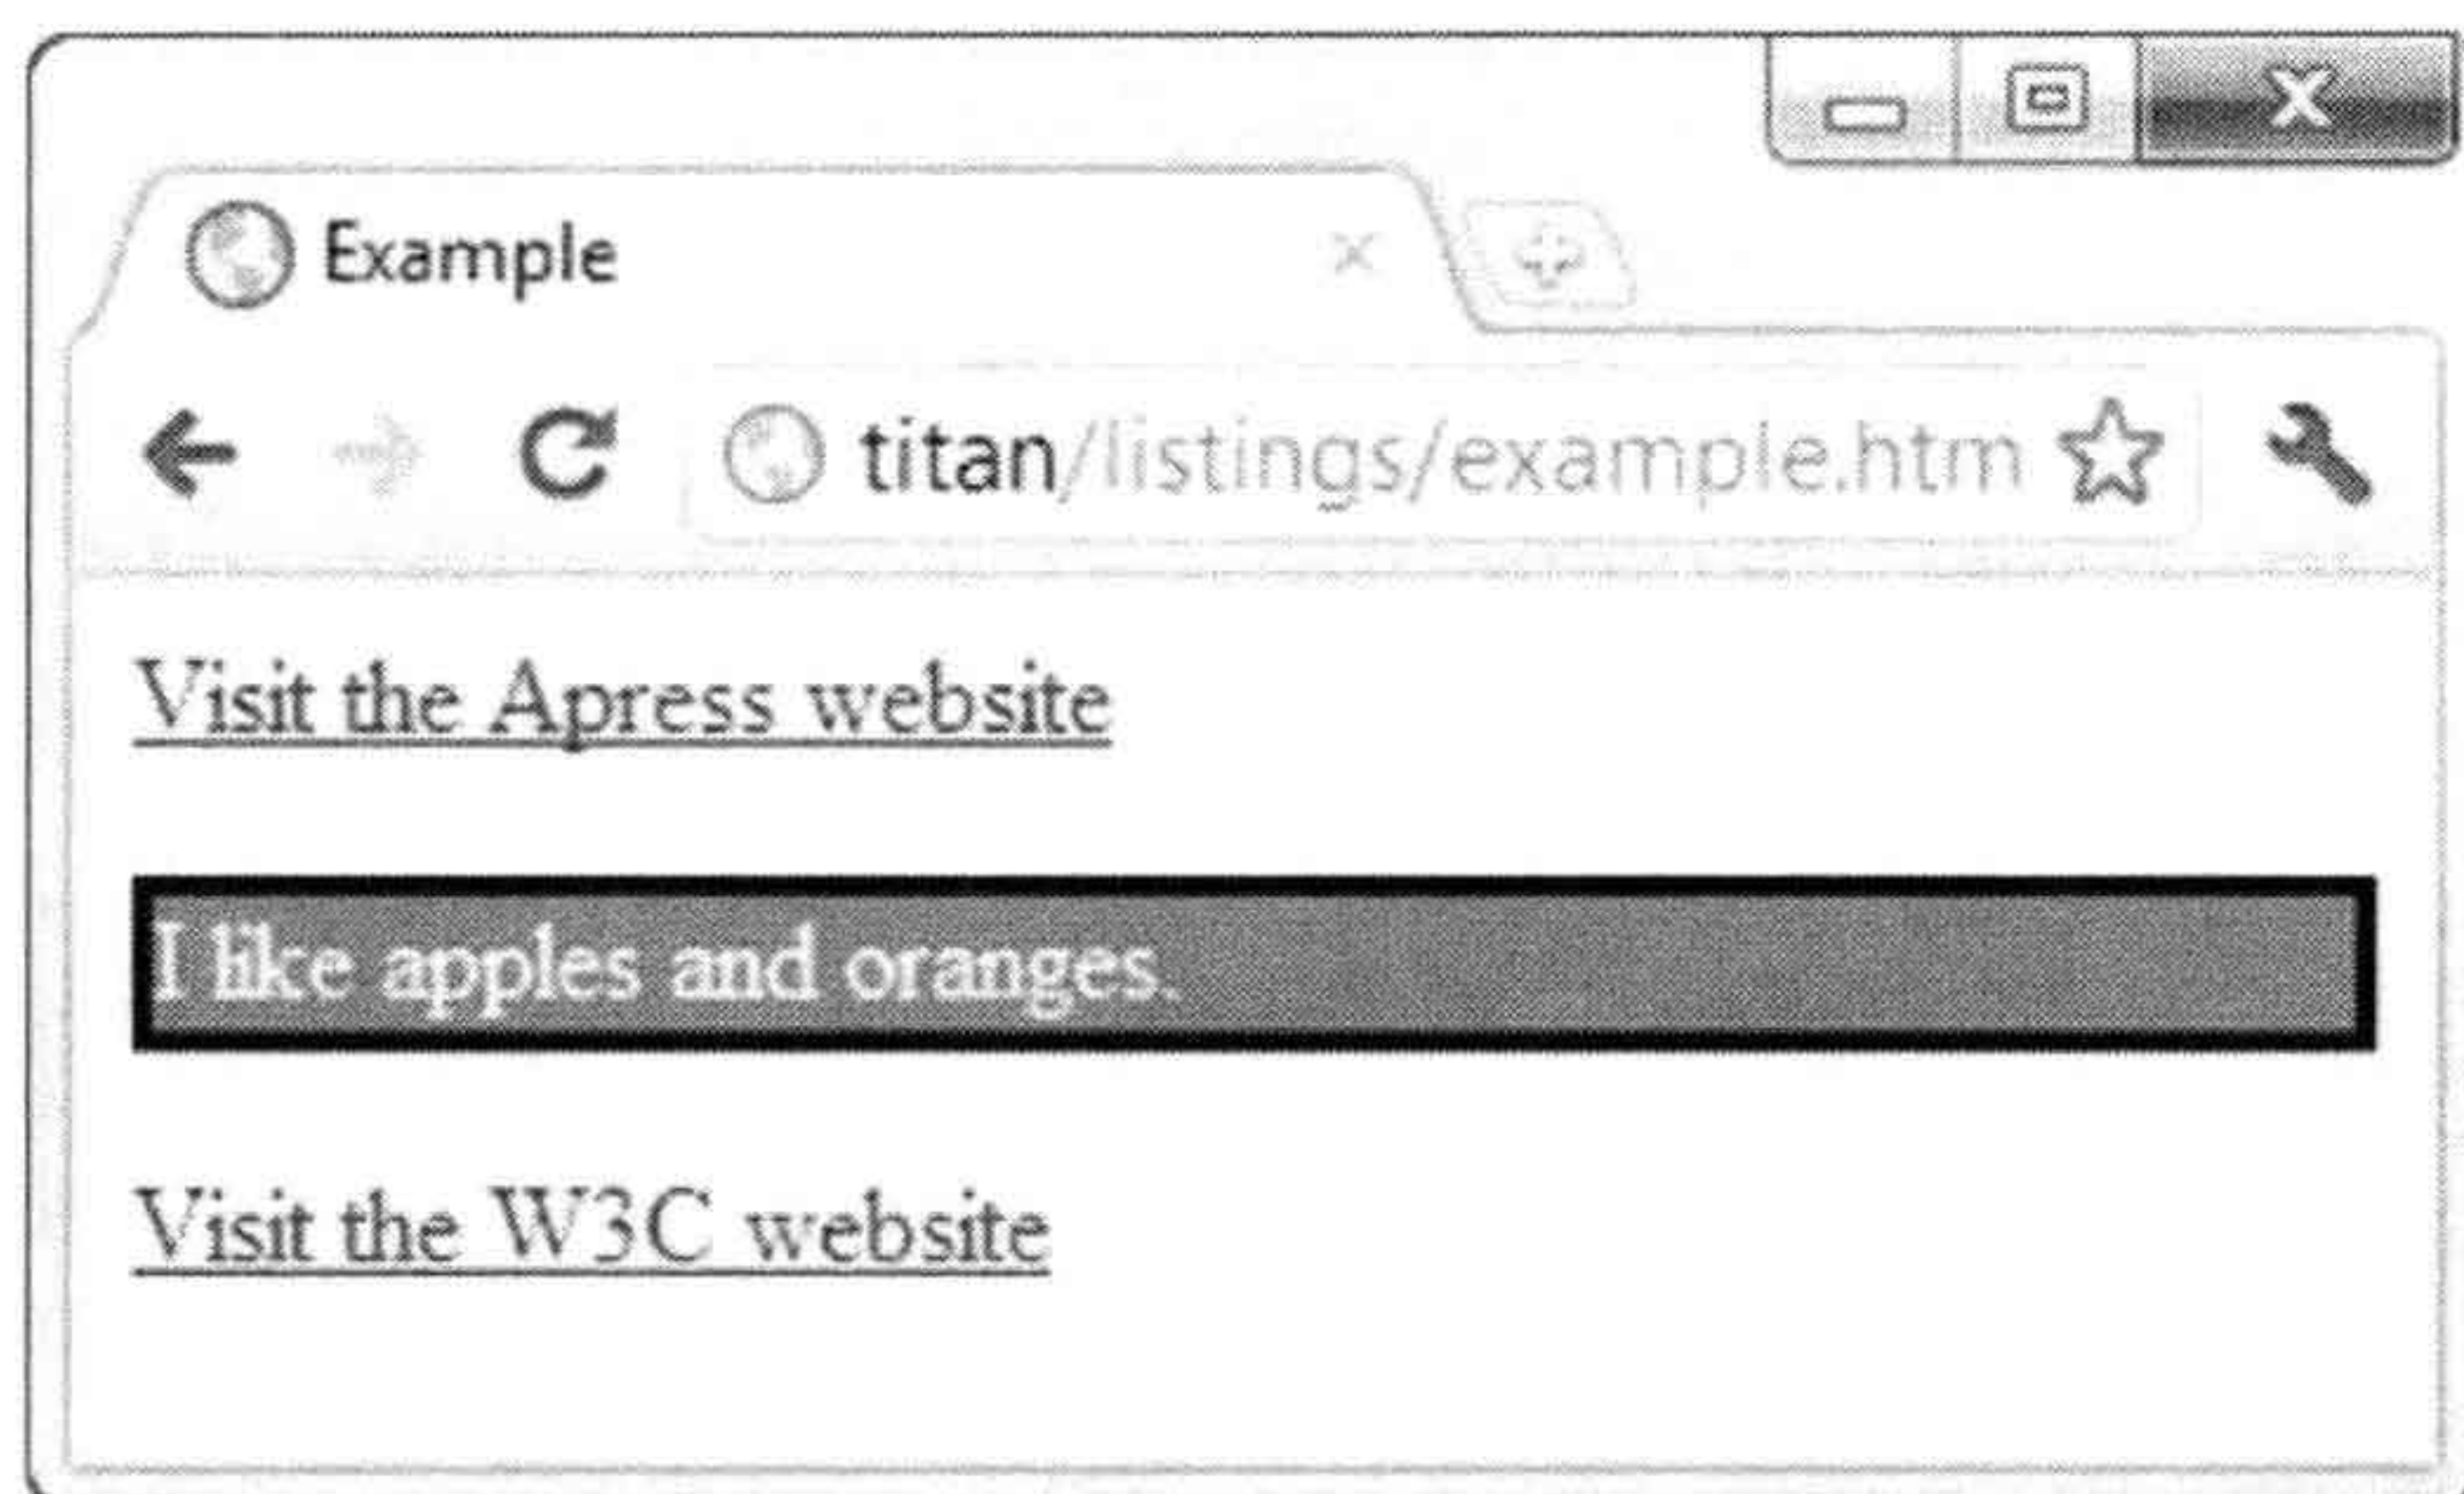 Example
titan/listings/example.htm
Visit the Apress website
I like apples and oranges.
Visit the W3C website